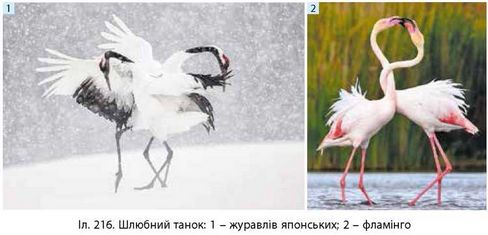 1
2
Іл. 216. Шлюбний танок: 1 – журавлів японських; 2 – фламінго